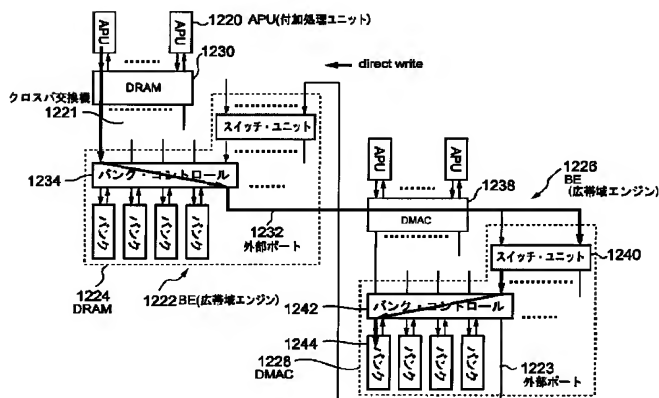 1220 APU(付加処理ユニット)
APU
APU
1230
DRAM
direct write
クロスバ交換機
1221
スイッチ・ユニット
1234
バンク・コントロール
APU
APU
1238
1226
BE
(広帯域エンジン)
DMAC
1232
外部ポート
バンク
バンク
バンク
バンク
スイッチ・ユニット
1240
1224
DRAM
1222 BE(広帯域エンジン)
1242
バンク・コントロール
1244
バンク
バンク
バンク
バンク
1228
DMAC
1223
外部ポート